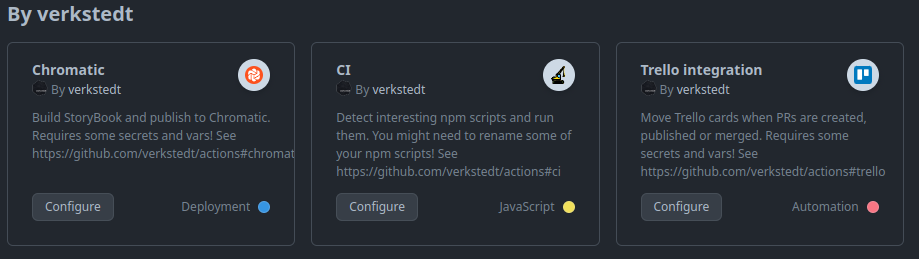 By verkstedt
Chromatic
By verkstedt
Build StoryBook and publish to Chromatic.
Requires some secrets and vars! See
https://github.com/verkstedt/actions#chromat
Configure
Deployment
CI
By verkstedt
Detect interesting npm scripts and run
them. You might need to rename some of
your npm scripts! See
https://github.com/verkstedt/actions#ci
Configure
JavaScript
Trello integration
By verkstedt
Move Trello cards when PRs are created,
published or merged. Requires some
secrets and vars! See
https://github.com/verkstedt/actions#trello
Configure
Automation